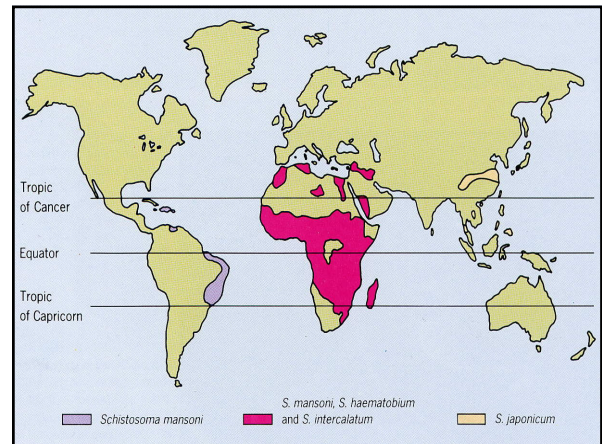 Tropic
of Cancer
Equator
Tropic
of Capricorn
Schistosoma mansoni
S. mansoni, S. haematobium
and S. intercalatum
S. japonicum